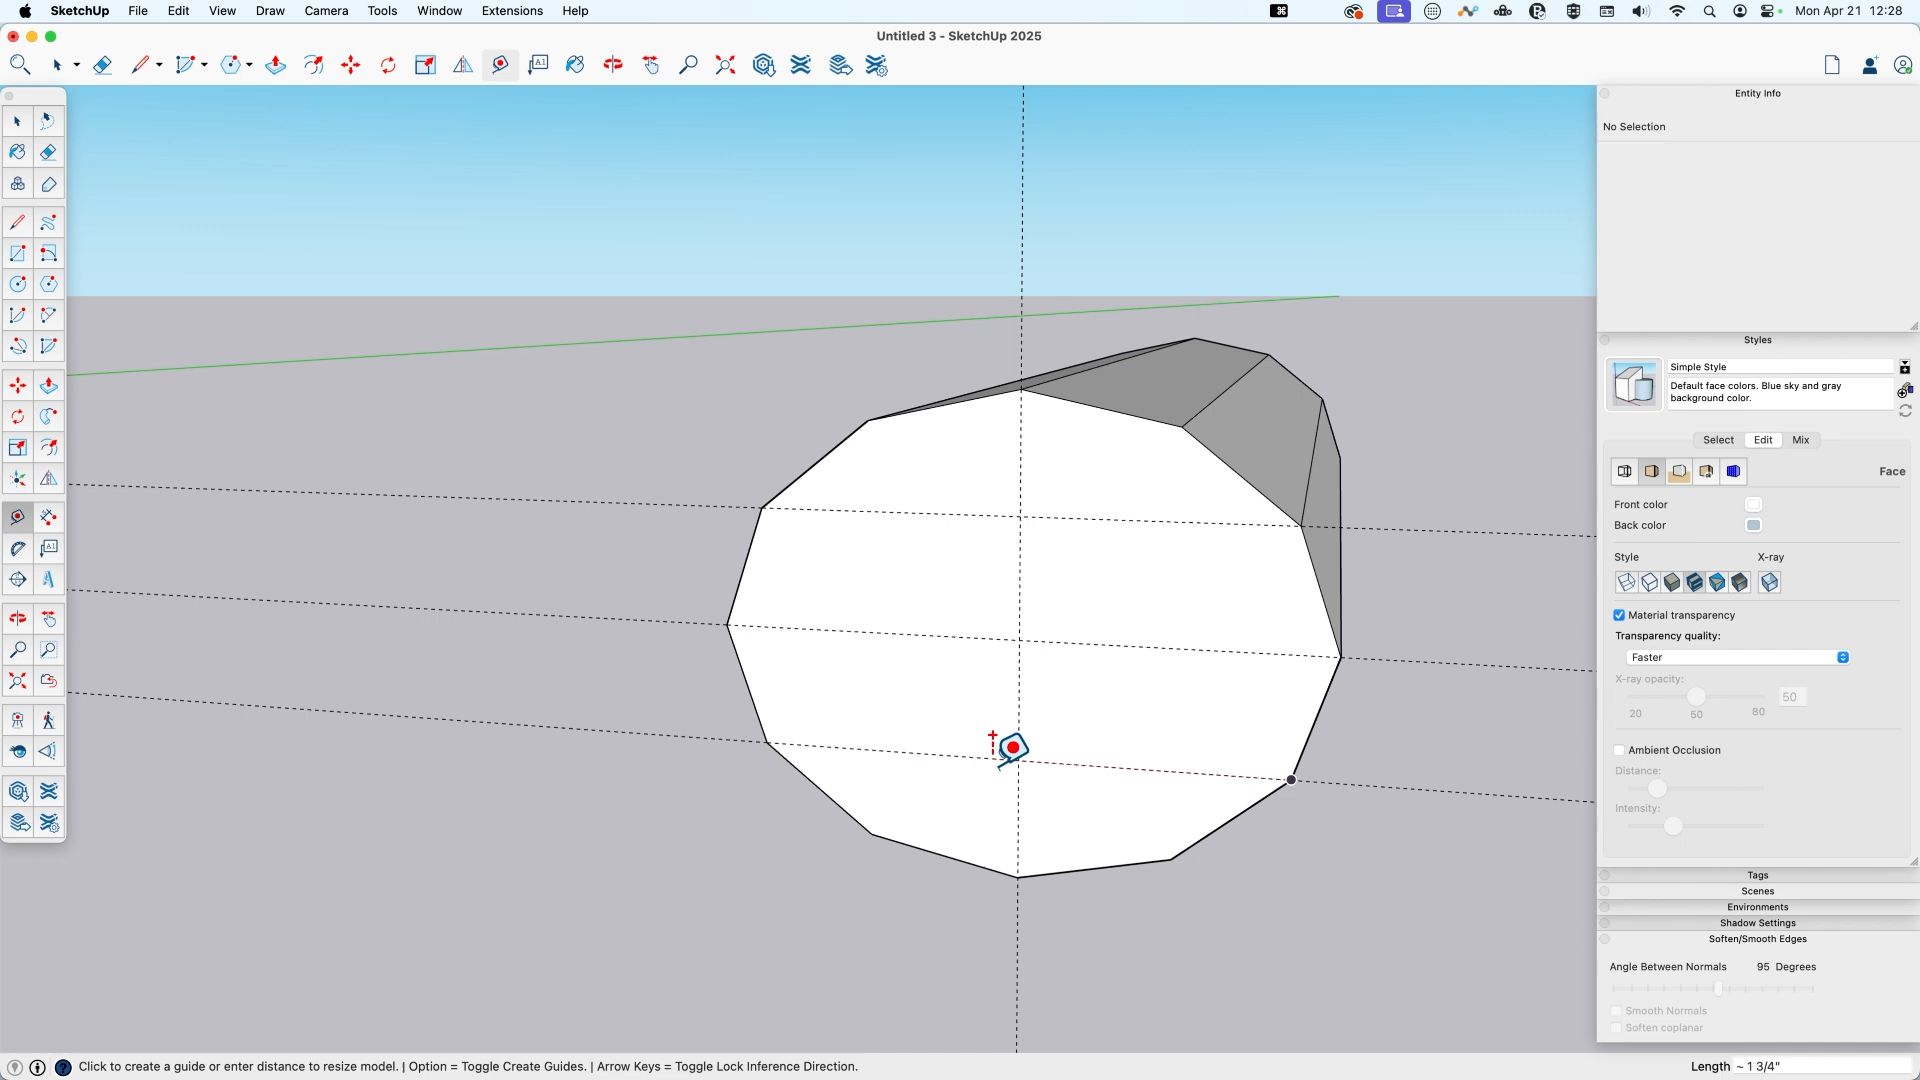 SketchUp File Edit View Draw Camera Tools Window Extensions Help Mon Apr 21 12:28
Untitled 3 - SketchUp 2025
Entity Info
No Selection
Styles
Simple Style
Default face colors. Blue sky and gray
background color.
Select Edit Mix
Face
Front color
Back color
Style X-ray
Material transparency
Transparency quality:
Faster
X-ray opacity:
50
20 50 80
Ambient Occlusion
Distance:
Intensity:
Tags
Scenes
Environments
Shadow Settings
Soften/Smooth Edges
Angle Between Normals 95 Degrees
Smooth Normals
Soften coplanar
Click to create a guide or enter distance to resize model. | Option = Toggle Create Guides. | Arrow Keys = Toggle Lock Inference Direction. Length ~ 1 3/4"